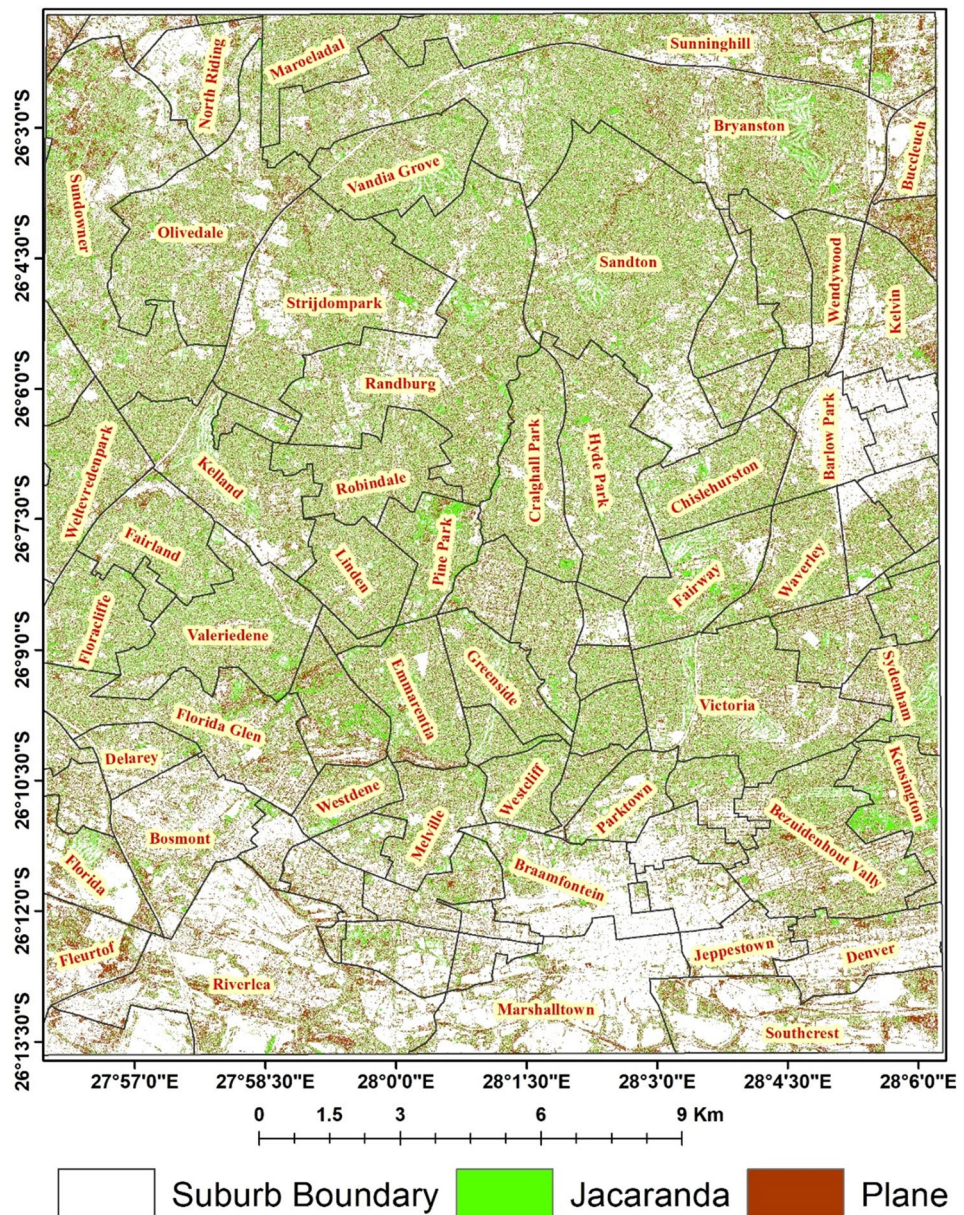 Sunninghill
Maroeladal
North Riding
26°3'0"S
Bryanston
Buccleuch
Vandia Grove
Sundowner
Olivedale
26°4'30"S
Sandton
Wendywood
Strijdompark
Kelvin
26°6'0"S
Randburg
Barlow Park
Cralghall Park
Hyde Park
Weltevredenpark
Kelland
Robindale
Chislehurston
26°7'30"S
Fairland
Pine Park
Linden
Fairway
Waverley
Floracliffe
26°9'0"S
Valeriedene
Emmarentia
Greenside
Sydenham
Victoria
Florida Glen
Delarey
26°10'30"S
Westdene
Westcliff
Parktown
Kensington
Bosmont
Melville
Bezuidenhout Vally
Florida
Braamfontein
26°12'0"S
Fleurtof
Jeppestown
Denver
Riverlea
Marshalltown
Southcrest
26°13'30"S
27°57'0"E 27°58'30"E 28°0'0"E 28°1'30"E 28°3'0"E 28°4'30"E 28°6'0"E
0 1.5 3 6 9 Km
Suburb Boundary Jacaranda Plane